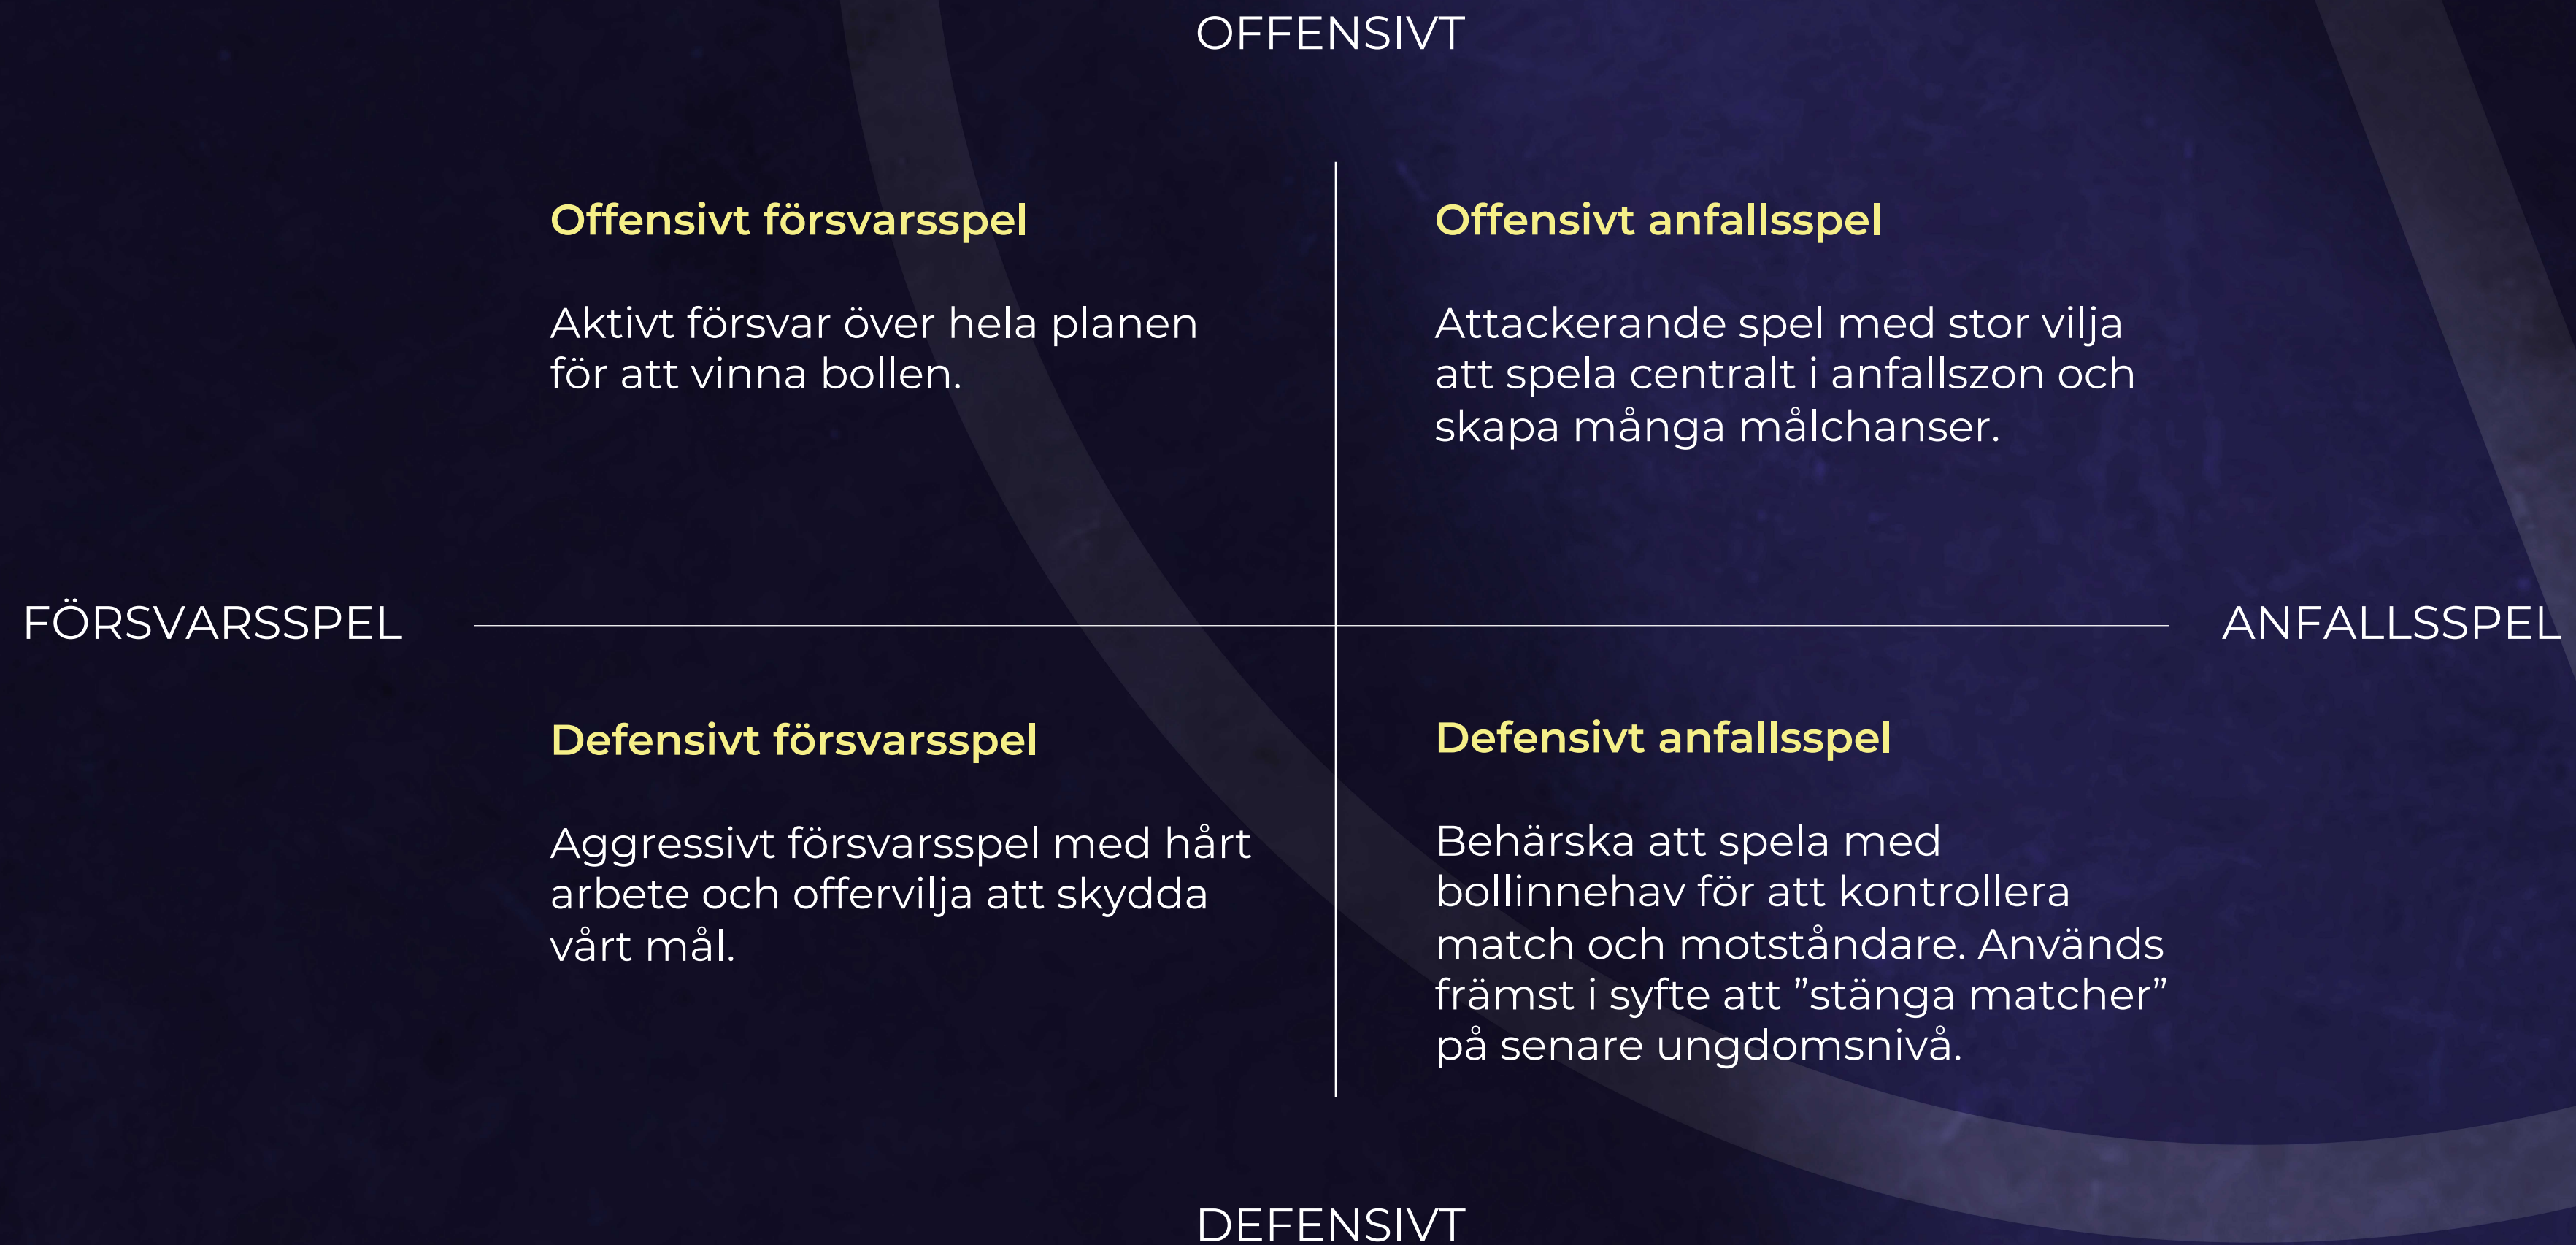 OFFENSIVT
Offensivt försvarsspel
Aktivt försvar över hela planen
för att vinna bollen.
Offensivt anfallsspel
Attackerande spel med stor vilja
att spela centralt i anfallszon och
skapa många målchanser.
FÖRSVARSSPEL
ANFALLSSPEL
Defensivt försvarsspel
Aggressivt försvarsspel med hårt
arbete och offervilja att skydda
vårt mål.
Defensivt anfallsspel
Behärska att spela med
bollinnehav för att kontrollera
match och motståndare. Används
främst i syfte att ”stänga matcher”
på senare ungdomsnivå.
DEFENSIVT